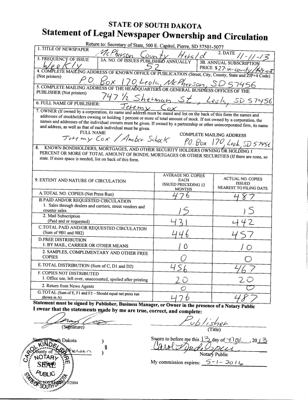 STATE OF SOUTH DAKOTA
Statement of Legal Newspaper Ownership and Circulation
Return to: Secretary of State, 500 E. Capitol, Pierre, SD 57501-5077
1. TITLE OF NEWSPAPER McPherson County Herald 2. DATE 11-11-13
3. FREQUENCY OF ISSUE Weekly 3A. NO. OF ISSUES PUBLISHED ANNUALLY 52 3B. ANNUAL SUBSCRIPTION PRICE
4. COMPLETE MAILING ADDRESS OF KNOWN OFFICE OF PUBLICATION (Street, City, County, State and ZIP+4 Code) (Not printers)
PO Box 170 Leola McPherson, SD 57456
5. COMPLETE MAILING ADDRESS OF THE HEADQUARTERS OR GENERAL BUSINESS OFFICES OF THE PUBLISHER (Not printers)
747 1/2 Sherman St. Leola, SD 57456
6. FULL NAME OF PUBLISHER:
Jeremy Cox
7. OWNER (If owned by a corporation, its name and address must be stated and list on the back of this form the names and addresses of stockholders owning or holding 1 percent or more of total amount of stock. If not owned by a corporation, the names and addresses of the individual owners must be given. If owned by a partnership or other unincorporated firm, its name and address, as well as that of each individual must be given.
FULL NAME COMPLETE MAILING ADDRESS
Jeremy Cox / P.O. Box 170, Leola, SD 57456
8. KNOWN BONDHOLDERS, MORTGAGEES, AND OTHER SECURITY HOLDERS OWNING OR HOLDING 1 PERCENT OR MORE OF TOTAL AMOUNT OF BONDS, MORTGAGES OR OTHER SECURITIES (If there are none, so state. If more space is needed, list on back of this form.
9. EXTENT AND NATURE OF CIRCULATION
AVERAGE NO. COPIES EACH ISSUED PRECEDING 12 MONTHS
ACTUAL NO. COPIES ISSUED NEAREST TO FILING DATE
A. TOTAL NO. COPIES (Net Press Run) 476 487
B. PAID AND/OR REQUESTED CIRCULATION
1. Sales through dealers and carriers, street vendors and counter sales 15 15
2. Mail Subscription (Paid and or requested) 431 442
C. TOTAL PAID AND/OR REQUESTED CIRCULATION (Sum of 9B1 and 9B2) 446 457
D. FREE DISTRIBUTION
1. BY MAIL, CARRIER OR OTHER MEANS 10 10
2. SAMPLES, COMPLIMENTARY AND OTHER FREE COPIES 0 0
E. TOTAL DISTRIBUTION (Sum of C, D1 and D2) 456 467
F. COPIES NOT DISTRIBUTED
1. Office use, left over, unaccounted, spoiled after printing 20 20
2. Return from News Agents 0 0
G. TOTAL (Sum of E, F1 and F2 - Should equal net press run shown in A) 476 487
Statement must be signed by Publisher, Business Manager, or Owner in the presence of a Notary Public
I swear that the statements made by me are true, correct, and complete:
Publisher
(Signature) (Title)
State of South Dakota )
County of )
Sworn to before me this 13 day of 2013
Notary Public
My commission expires: 5-1-2016
NOTARY
SEAL
PUBLIC